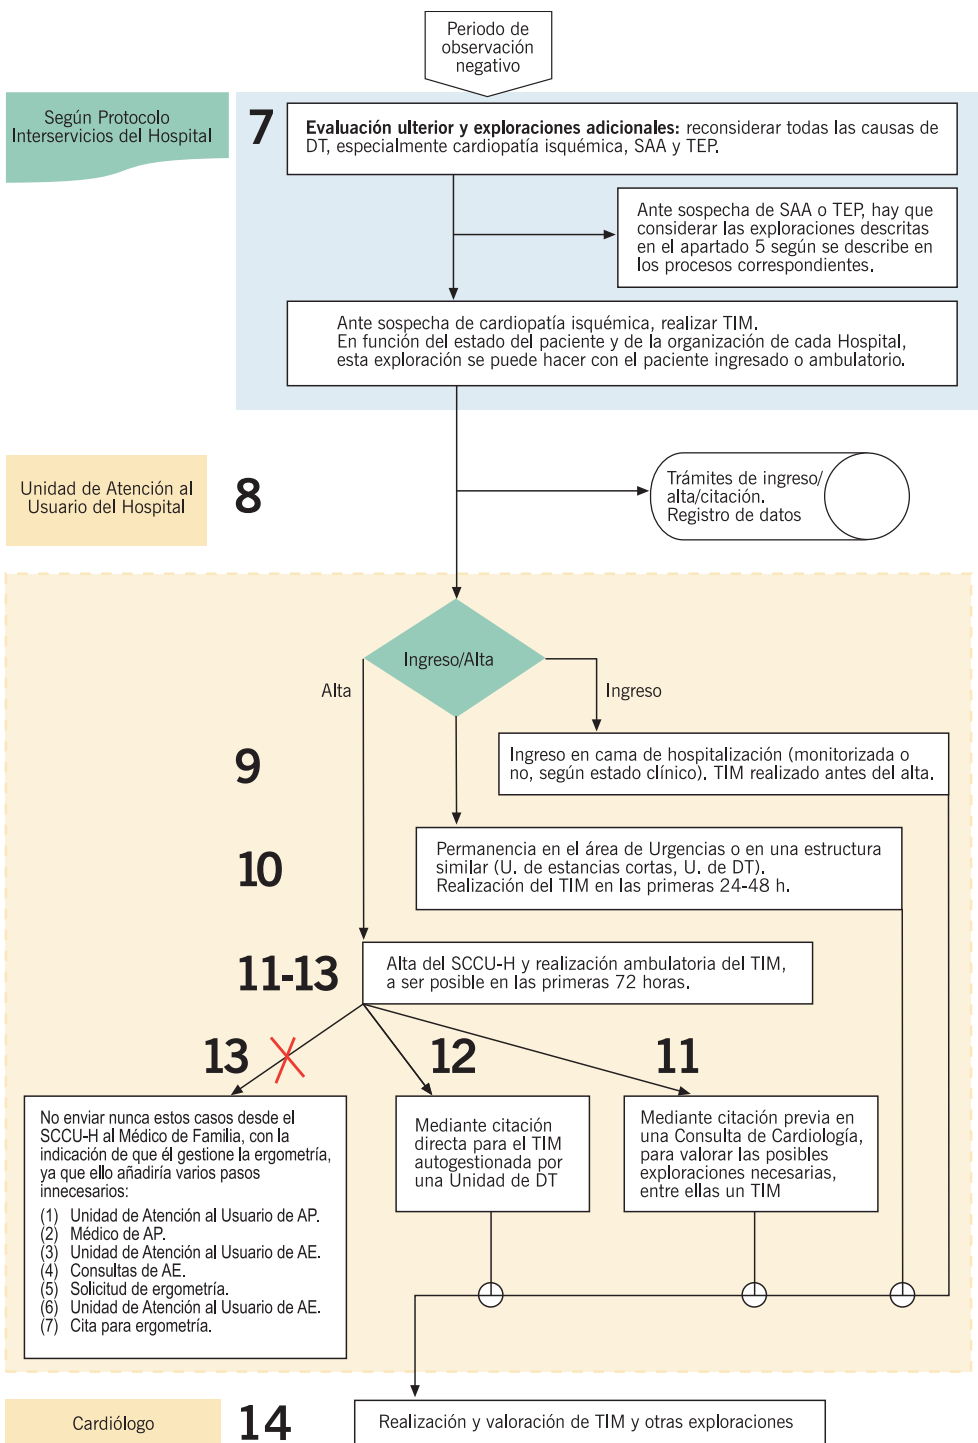 Periodo de
observación
negativo
Según Protocolo
Interservicios del Hospital
7
Evaluación ulterior y exploraciones adicionales: reconsiderar todas las causas de
DT, especialmente cardiopatía isquémica, SAA y TEP.
Ante sospecha de SAA o TEP, hay que
considerar las exploraciones descritas
en el apartado 5 según se describe en
los procesos correspondientes.
Ante sospecha de cardiopatía isquémica, realizar TIM.
En función del estado del paciente y de la organización de cada Hospital,
esta exploración se puede hacer con el paciente ingresado o ambulatorio.
Unidad de Atención al
Usuario del Hospital
8
Trámites de ingreso/
alta/citación.
Registro de datos
Ingreso/Alta
Alta
Ingreso
9
Ingreso en cama de hospitalización (monitorizada o
no, según estado clínico). TIM realizado antes del alta.
10
Permanencia en el área de Urgencias o en una estructura
similar (U. de estancias cortas, U. de DT).
Realización del TIM en las primeras 24-48 h.
11-13
Alta del SCCU-H y realización ambulatoria del TIM,
a ser posible en las primeras 72 horas.
13
12
11
No enviar nunca estos casos desde el
SCCU-H al Médico de Familia, con la
indicación de que él gestione la ergometría,
ya que ello añadiría varios pasos
innecesarios:
(1) Unidad de Atención al Usuario de AP.
(2) Médico de AP.
(3) Unidad de Atención al Usuario de AE.
(4) Consultas de AE.
(5) Solicitud de ergometría.
(6) Unidad de Atención al Usuario de AE.
(7) Cita para ergometría.
Mediante citación
directa para el TIM
autogestionada por
una Unidad de DT
Mediante citación previa en
una Consulta de Cardiología,
para valorar las posibles
exploraciones necesarias,
entre ellas un TIM
Cardiólogo
14
Realización y valoración de TIM y otras exploraciones